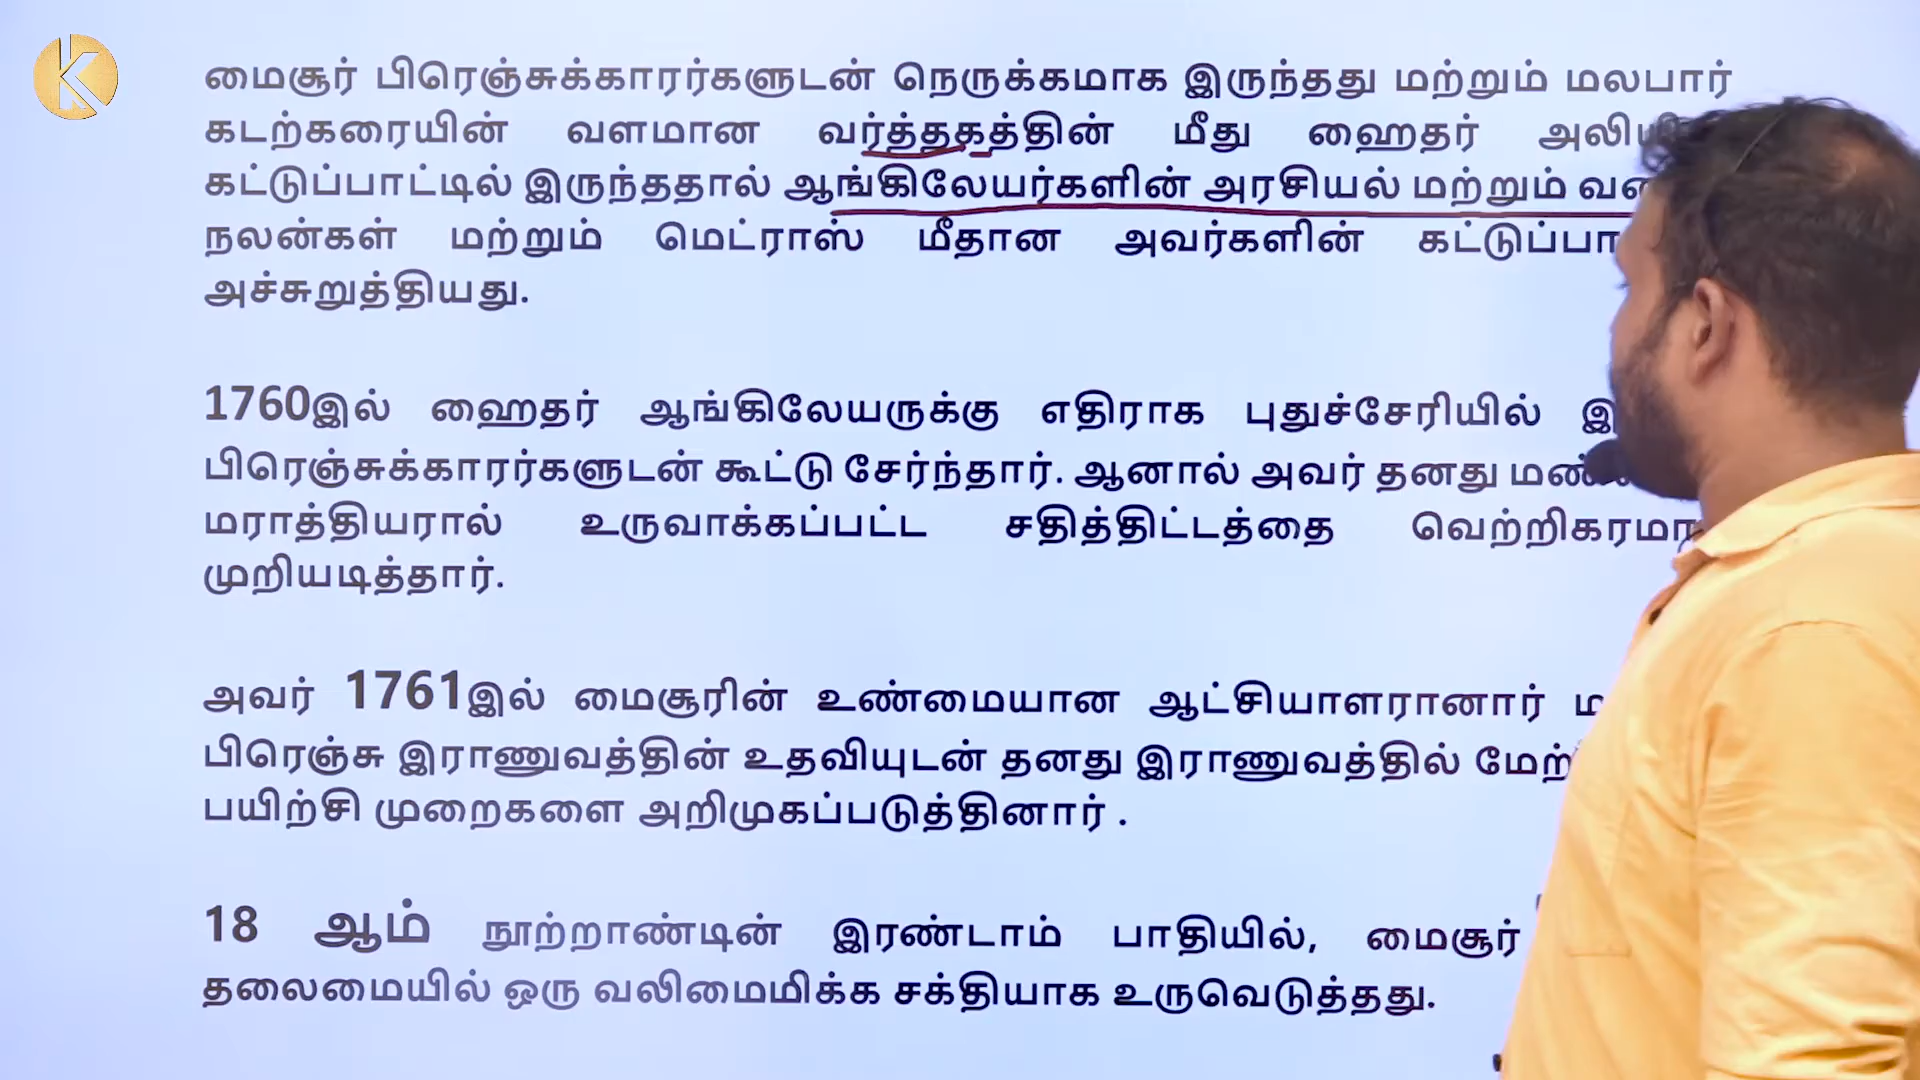 மைசூர் பிரெஞ்சுக்காரர்களுடன் நெருக்கமாக இருந்தது மற்றும் மலபார்
கடற்கரையின் வளமான வர்த்தகத்தின் மீது ஹைதர்
கட்டுப்பாட்டில் இருந்ததால் ஆங்கிலேயர்களின் அரசியல் மற்றும்
நலன்கள் மற்றும் மெட்ராஸ் மீதான அவர்களின்
அச்சுறுத்தியது.
1760இல் ஹைதர் ஆங்கிலேயருக்கு எதிராக புதுச்சேரியில்
பிரெஞ்சுக்காரர்களுடன் கூட்டு சேர்ந்தார். ஆனால் அவர் தனது
மராத்தியரால் உருவாக்கப்பட்ட சதித்திட்டத்தை
முறியடித்தார்.
அவர் 1761இல் மைசூரின் உண்மையான ஆட்சியாளரானார்
பிரெஞ்சு இராணுவத்தின் உதவியுடன் தனது இராணுவத்தில்
பயிற்சி முறைகளை அறிமுகப்படுத்தினார் .
18 ஆம் நூற்றாண்டின் இரண்டாம் பாதியில், மைசூர்
தலைமையில் ஒரு வலிமைமிக்க சக்தியாக உருவெடுத்தது.